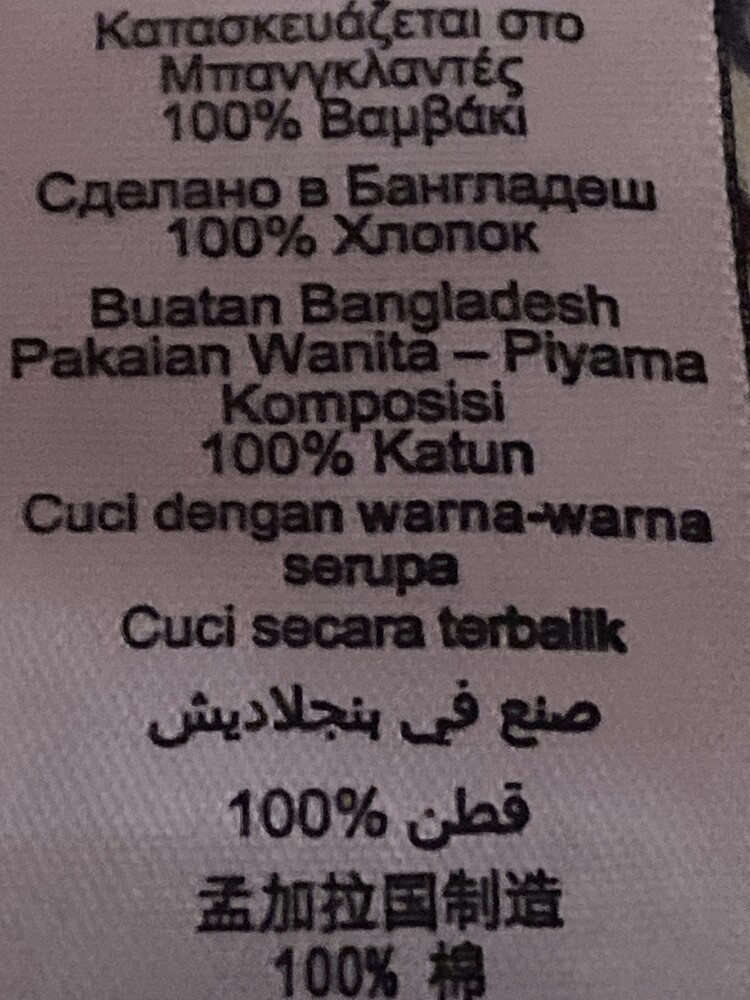 Κατασκευάζεται στο
Μπανγκλαντές
100% Βαμβάκι
Сделано в Бангладеш
100% Хлопок
Buatan Bangladesh
Pakaian Wanita – Piyama
Komposisi
100% Katun
Cuci dengan warna-warna
serupa
Cuci secara terbalik
صنع في بنجلاديش
100% قطن
孟加拉国制造
100% 棉